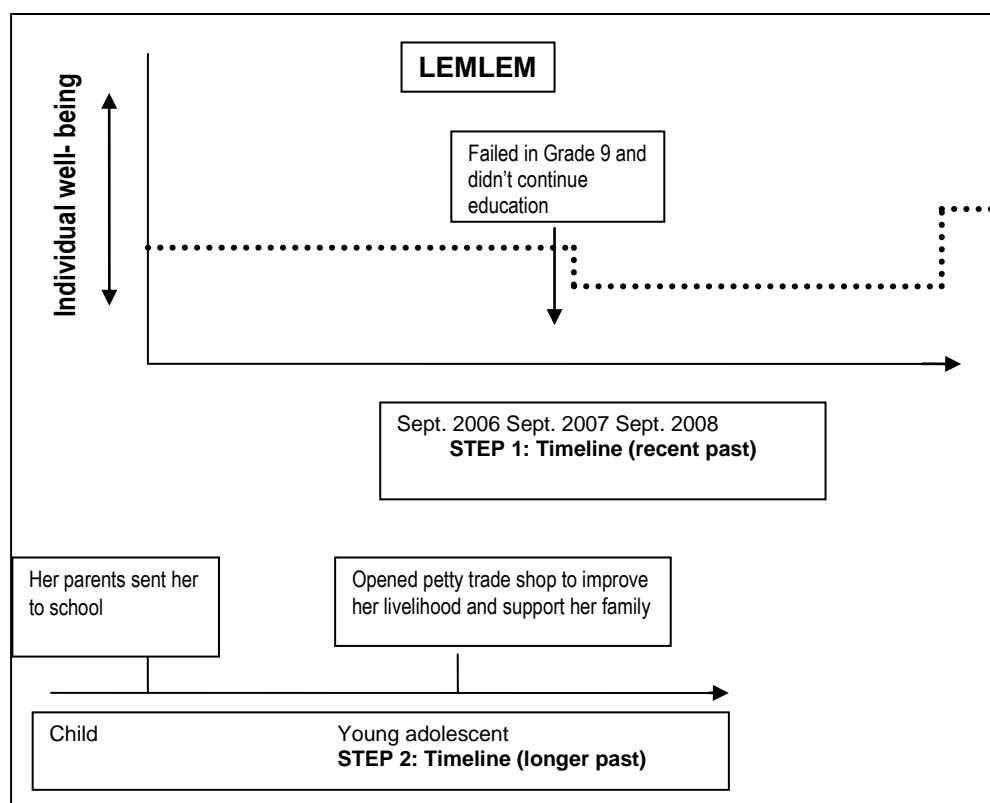 LEMLEM
Individual well- being
Failed in Grade 9 and
didn’t continue
education
Sept. 2006 Sept. 2007 Sept. 2008
STEP 1: Timeline (recent past)
Her parents sent her
to school
Opened petty trade shop to improve
her livelihood and support her family
Child Young adolescent
STEP 2: Timeline (longer past)